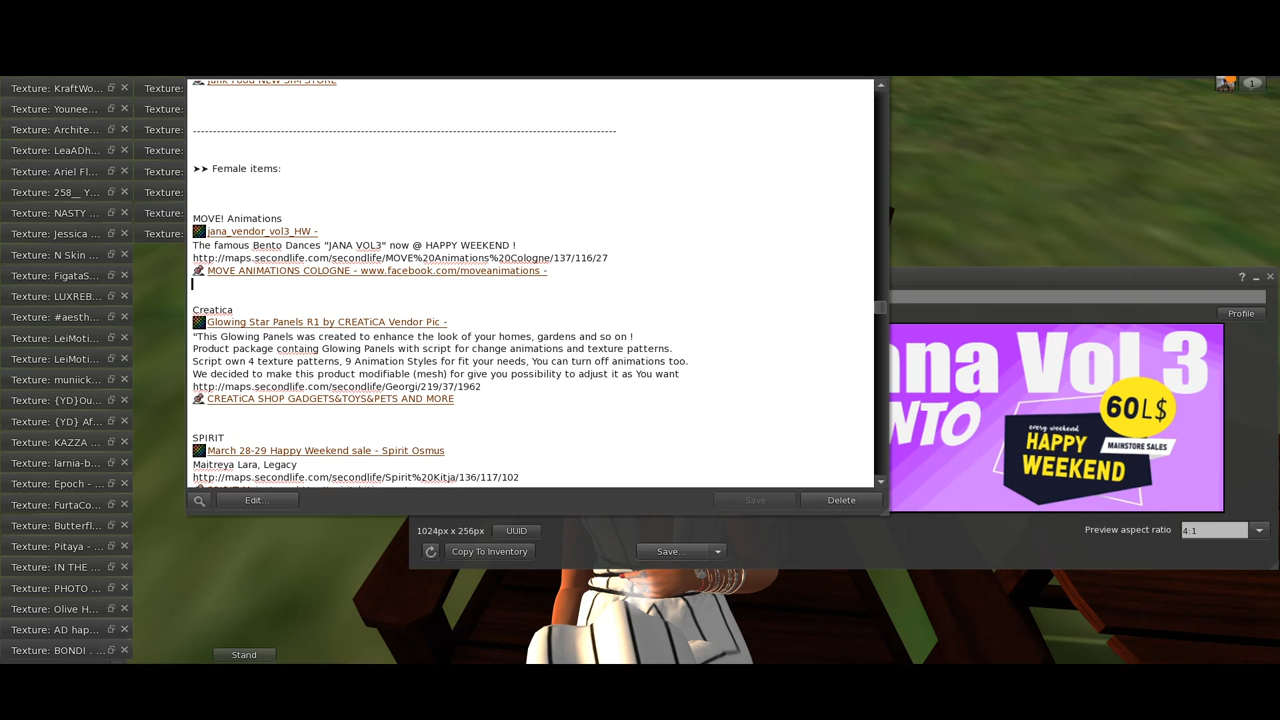 Junk Food NEW SIM STORE
Texture: KraftWo...
Texture: Younee...
Texture: Archite...
Texture: LeaADh...
Texture: Ariel Fl...
Texture: 258__ Y...
Texture: NASTY ...
Texture: Jessica ...
Texture: N Skin ...
Texture: FigataS...
Texture: LUXREB...
Texture: #aesth...
Texture: LeiMoti...
Texture: LeiMoti...
Texture: muniick...
Texture: {YD}Ou...
Texture: {YD} Af...
Texture: KAZZA ...
Texture: larnia-b...
Texture: Epoch - ...
Texture: FurtaCo...
Texture: Butterfl...
Texture: Pitaya - ...
Texture: IN THE ...
Texture: PHOTO ...
Texture: Olive H...
Texture: AD hap...
Texture: BONDI . ...
Texture:
Texture:
Texture:
Texture:
Texture:
Texture:
Texture:
Texture:
----------------------------------------------------------------------------------------------------------
➤➤ Female items:
MOVE! Animations
jana_vendor_vol3_HW -
The famous Bento Dances "JANA VOL3" now @ HAPPY WEEKEND !
http://maps.secondlife.com/secondlife/MOVE%20Animations%20Cologne/137/116/27
MOVE ANIMATIONS COLOGNE - www.facebook.com/moveanimations -
Creatica
Glowing Star Panels R1 by CREATiCA Vendor Pic -
"This Glowing Panels was created to enhance the look of your homes, gardens and so on !
Product package containg Glowing Panels with script for change animations and texture patterns.
Script own 4 texture patterns, 9 Animation Styles for fit your needs, You can turn off animations too.
We decided to make this product modifiable (mesh) for give you possibility to adjust it as You want
http://maps.secondlife.com/secondlife/Georgi/219/37/1962
CREATiCA SHOP GADGETS&TOYS&PETS AND MORE
SPIRIT
March 28-29 Happy Weekend sale - Spirit Osmus
Maitreya Lara, Legacy
http://maps.secondlife.com/secondlife/Spirit%20Kitja/136/117/102
Edit...
Save
Delete
1
?
Profile
ana Vol 3
NTO
60L$
every weekend
HAPPY
WEEKEND
MAINSTORE SALES
1024px x 256px
UUID
Preview aspect ratio
4:1
Copy To Inventory
Save...
Stand